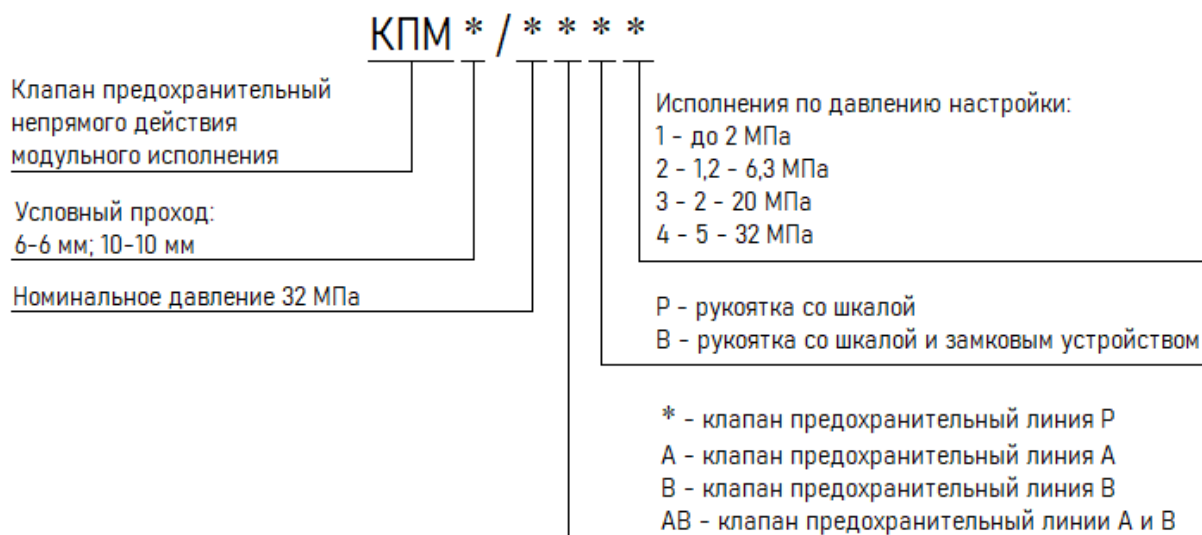 КПМ * / * * * *
Клапан предохранительный
непрямого действия
модульного исполнения
Условный проход:
6-6 мм; 10-10 мм
Номинальное давление 32 МПа
Исполнения по давлению настройки:
1 - до 2 МПа
2 - 1,2 - 6,3 МПа
3 - 2 - 20 МПа
4 - 5 - 32 МПа
Р - рукоятка со шкалой
В - рукоятка со шкалой и замковым устройством
* - клапан предохранительный линия Р
А - клапан предохранительный линия А
В - клапан предохранительный линия В
АВ - клапан предохранительный линии А и В